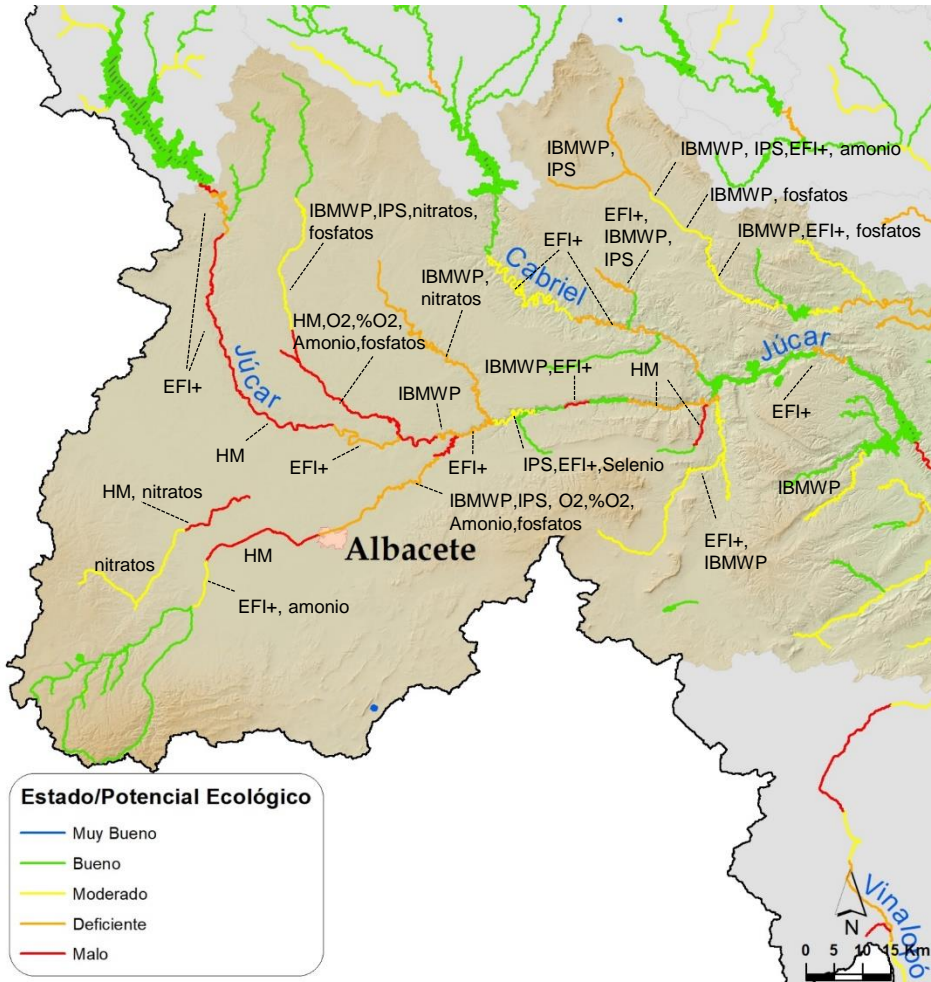 IBMWP,
IPS
IBMWP, IPS,EFI+, amonio
IBMWP, fosfatos
IBMWP,EFI+, fosfatos
IBMWP,IPS,nitratos,
fosfatos
EFI+,
IBMWP,
IPS
EFI+
Cabriel
IBMWP,
nitratos
HM,O2,%O2,
Amonio,fosfatos
Júcar
EFI+
Júcar
IBMWP,EFI+
HM
EFI+
IBMWP
HM
EFI+
EFI+
IPS,EFI+,Selenio
IBMWP
HM, nitratos
IBMWP,IPS, O2,%O2,
Amonio,fosfatos
EFI+,
IBMWP
nitratos
HM
Albacete
EFI+, amonio
Estado/Potencial Ecológico
Muy Bueno
Bueno
Moderado
Deficiente
Malo
Vinalopó
N
0 5 10 15 Km